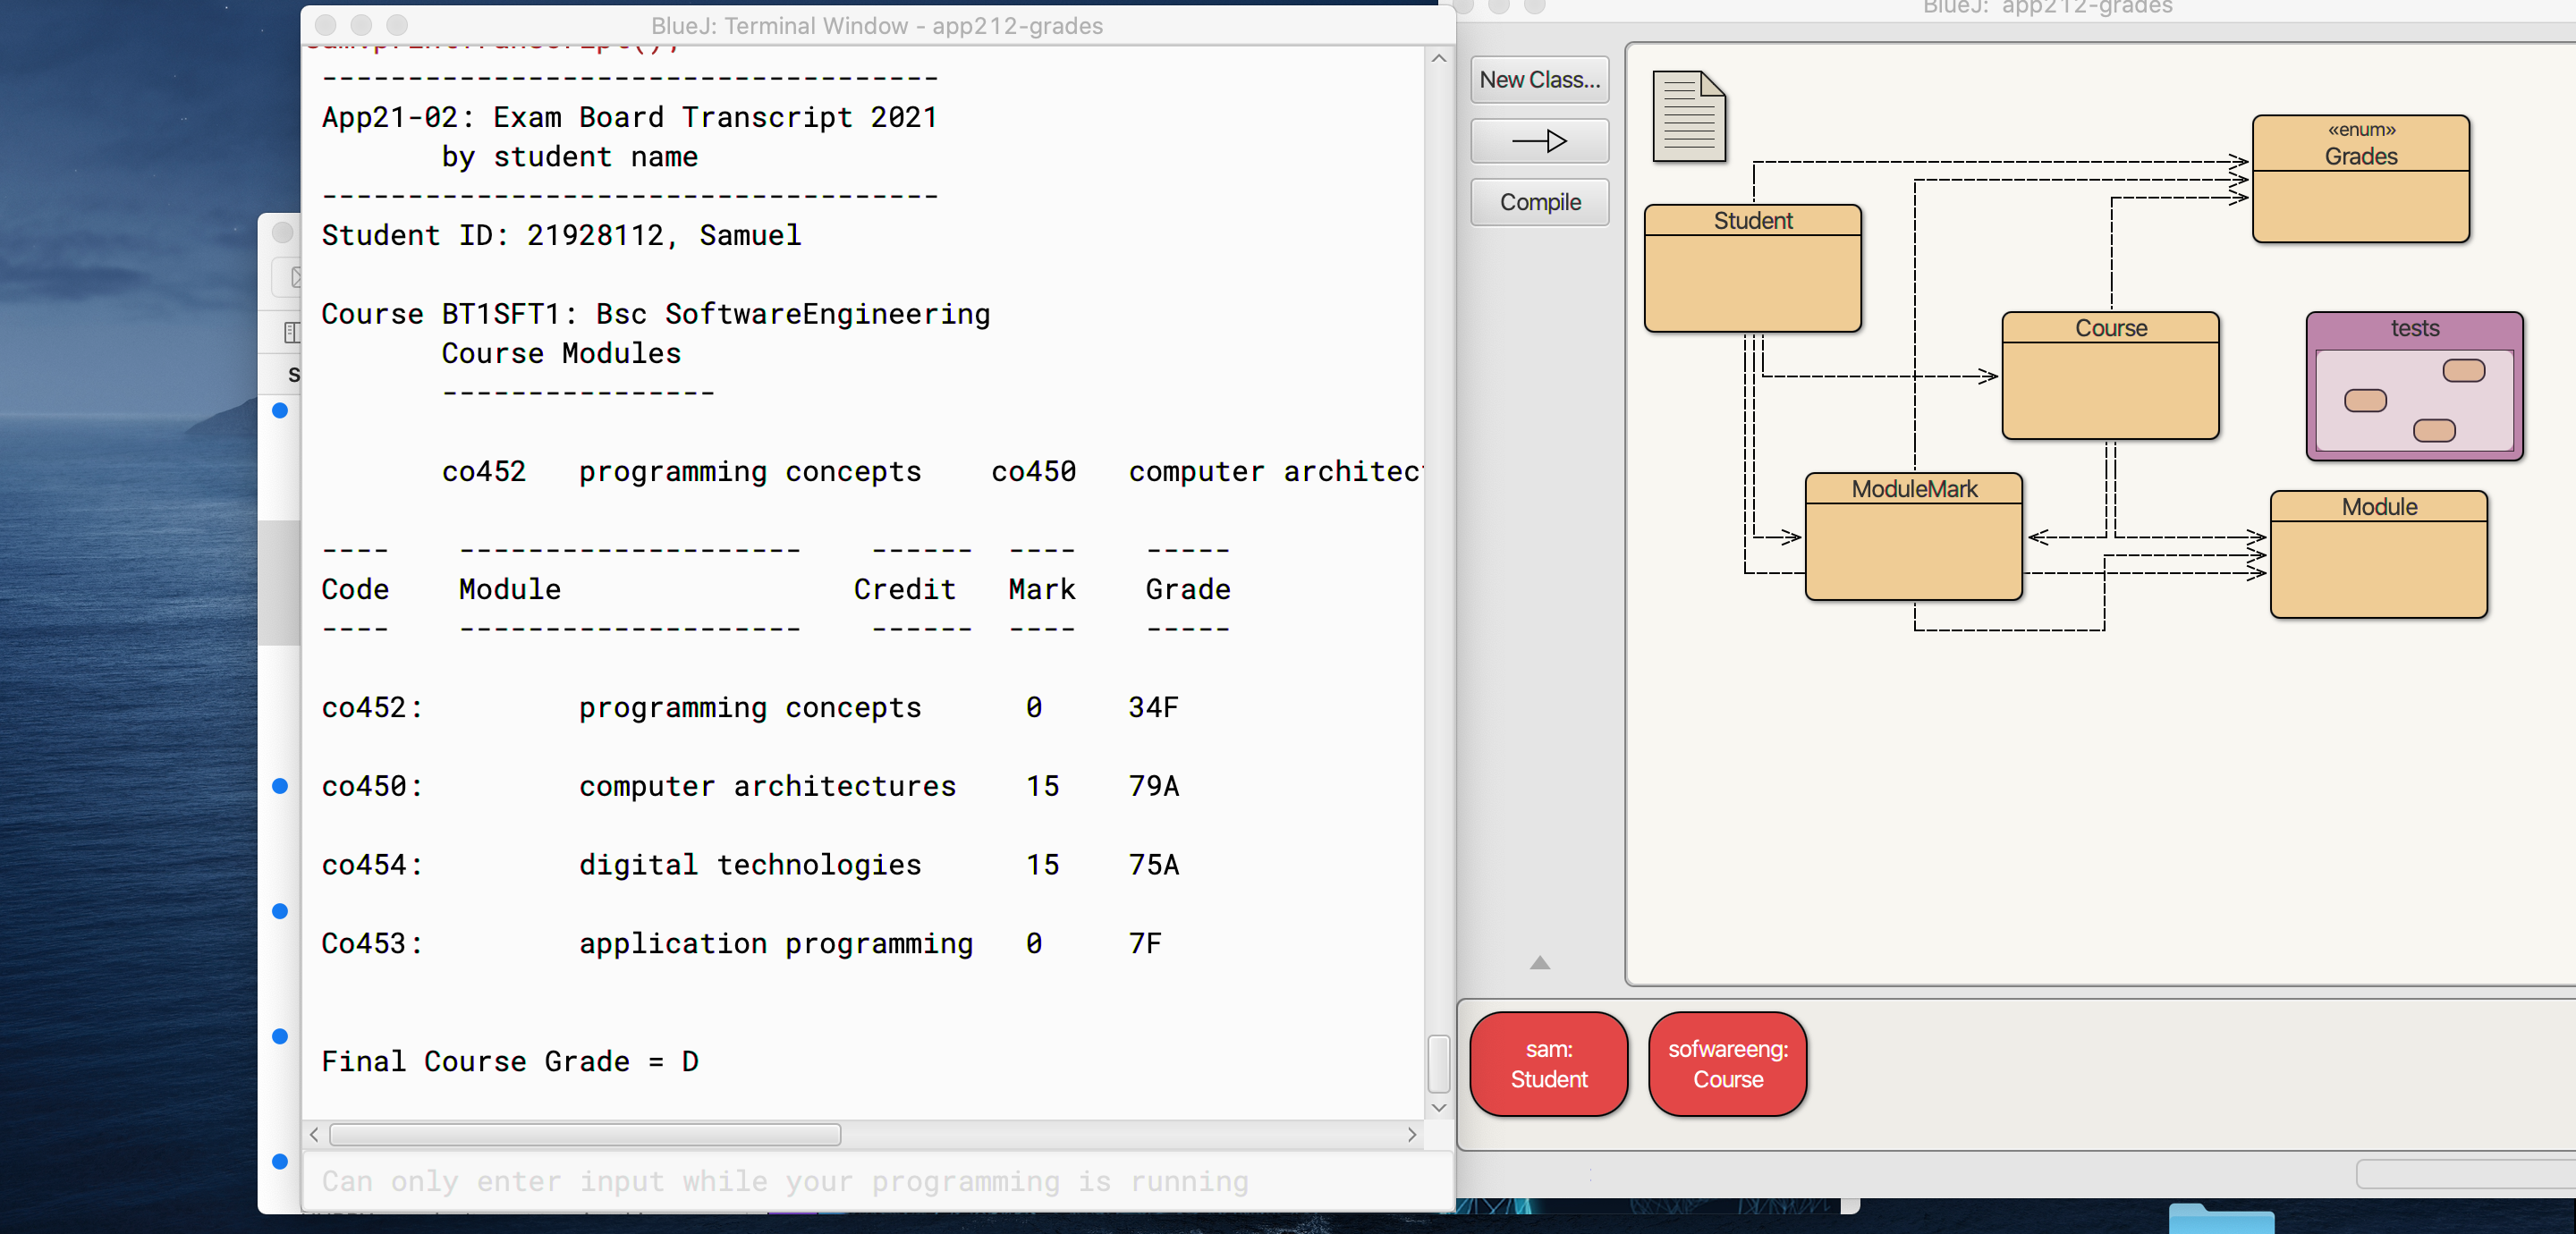 BlueJ: Terminal Window - app212-grades
------------------------------------
App21-02: Exam Board Transcript 2021
by student name
------------------------------------
Student ID: 21928112, Samuel
Course BT1SFT1: Bsc SoftwareEngineering
Course Modules
----------------
co452 programming concepts co450 computer architec
---- -------------------- ------ ---- -----
Code Module Credit Mark Grade
---- -------------------- ------ ---- -----
co452: programming concepts 0 34F
co450: computer architectures 15 79A
co454: digital technologies 15 75A
Co453: application programming 0 7F
Final Course Grade = D
Can only enter input while your programming is running
BlueJ: app212-grades
New Class...
Compile
«enum»
Grades
Student
Course
tests
ModuleMark
Module
sam:
Student
sofwareeng:
Course